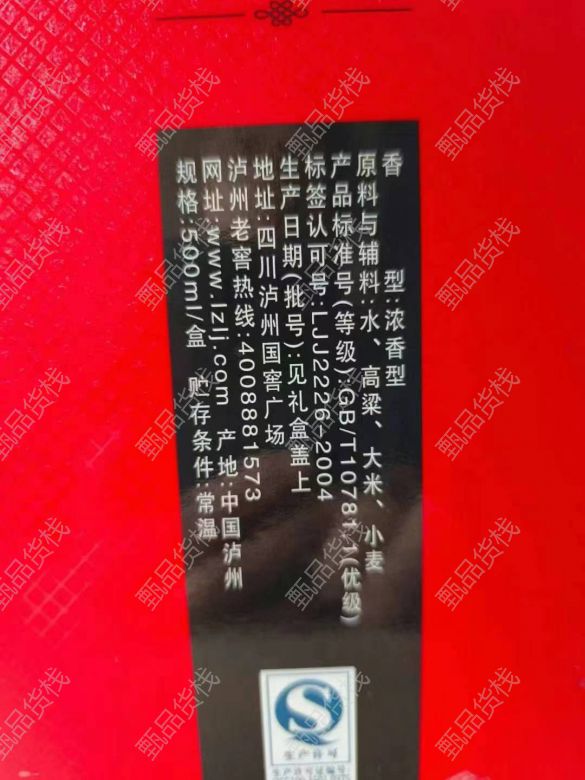 香 型:浓香型
原料与辅料:水、高粱、大米、小麦
产品标准号(等级):GB/T10781.1(优级)
标签认可号:LJJ2226-2004
生产日期(批号):见礼盒盖上
地址:四川泸州国窖广场
泸州老窖热线:4008881573
网址:www.lzlj.com 产地:中国泸州
规格:500ml/盒 贮存条件:常温
甄品货栈